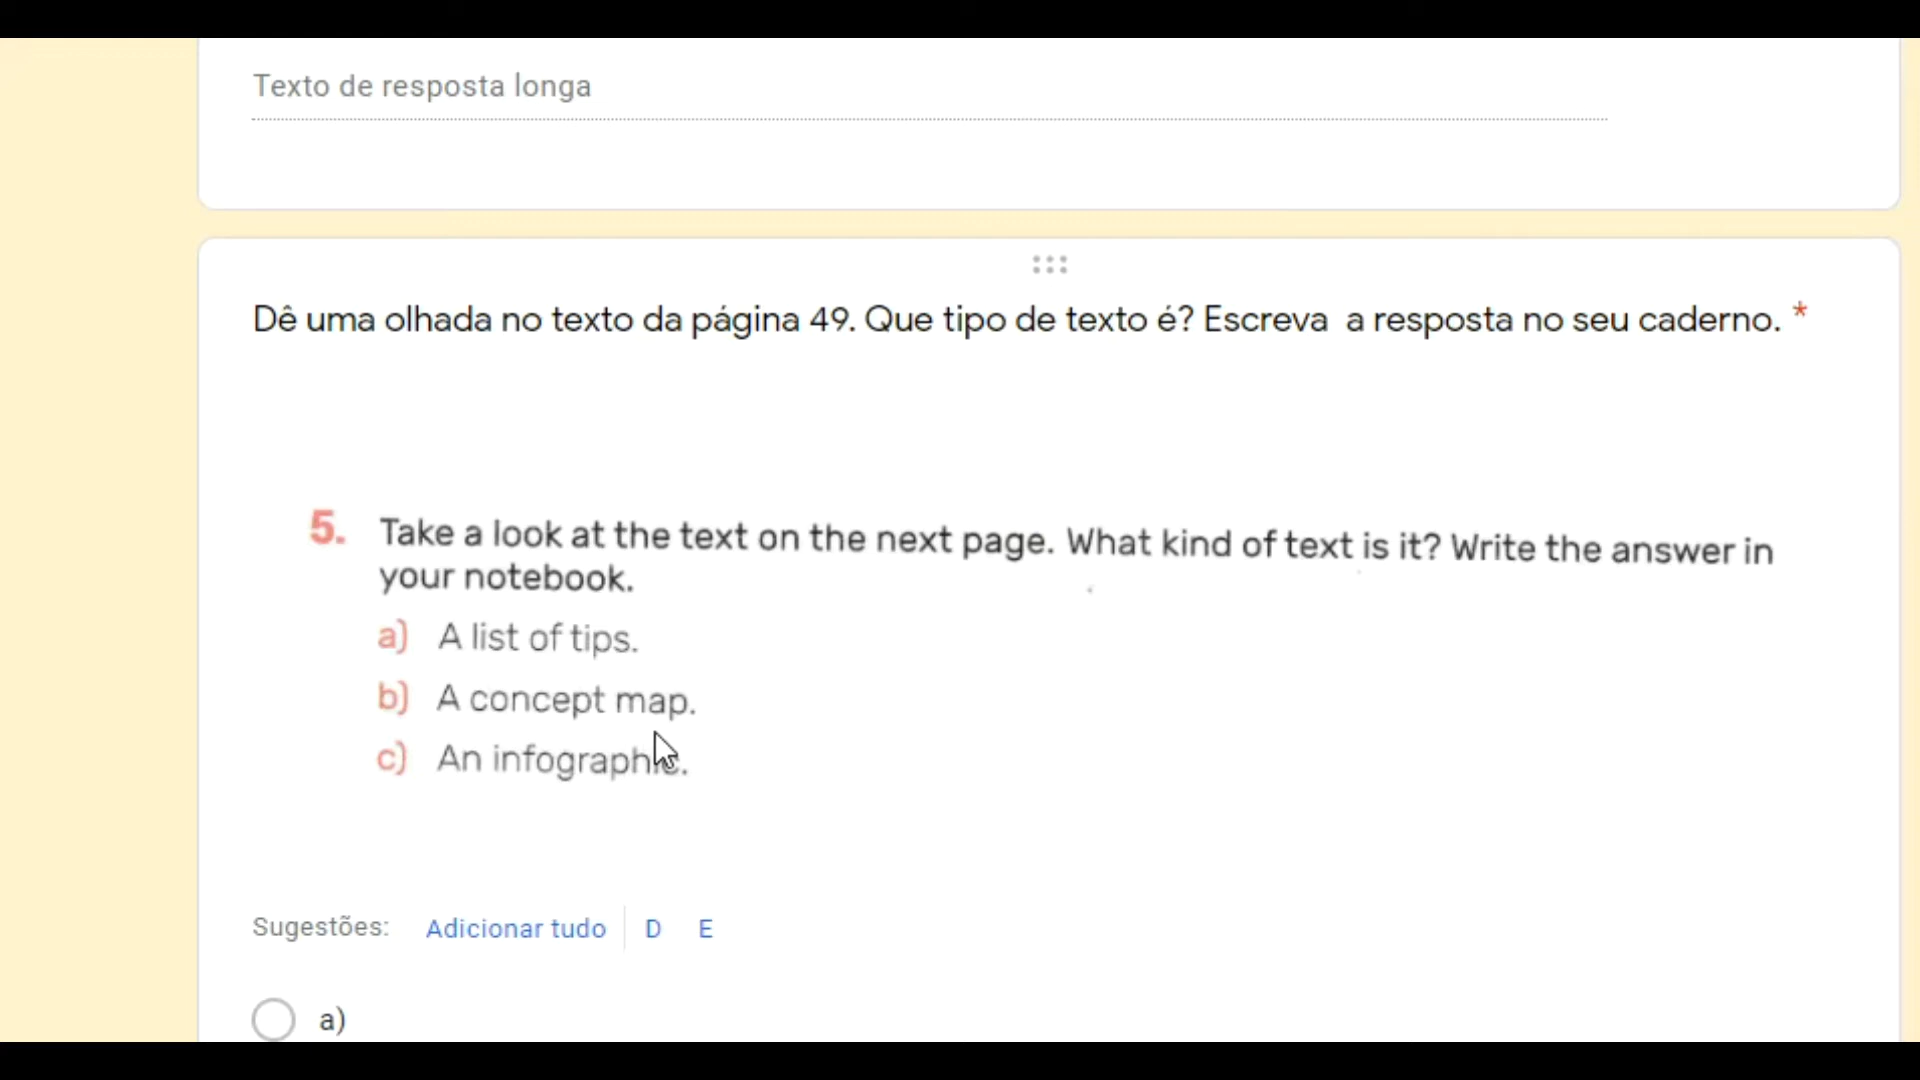 Texto de resposta longa
Dê uma olhada no texto da página 49. Que tipo de texto é? Escreva a resposta no seu caderno. *
5. Take a look at the text on the next page. What kind of text is it? Write the answer in
your notebook.
a) A list of tips.
b) A concept map.
c) An infographic.
Sugestões: Adicionar tudo D E
a)